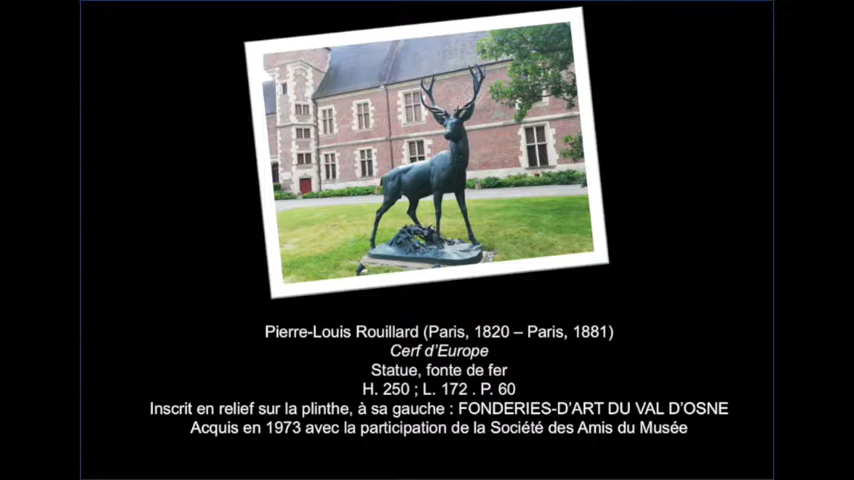 Pierre-Louis Rouillard (Paris, 1820 – Paris, 1881)
Cerf d'Europe
Statue, fonte de fer
H. 250 ; L. 172 . P. 60
Inscrit en relief sur la plinthe, à sa gauche : FONDERIES-D'ART DU VAL D'OSNE
Acquis en 1973 avec la participation de la Société des Amis du Musée